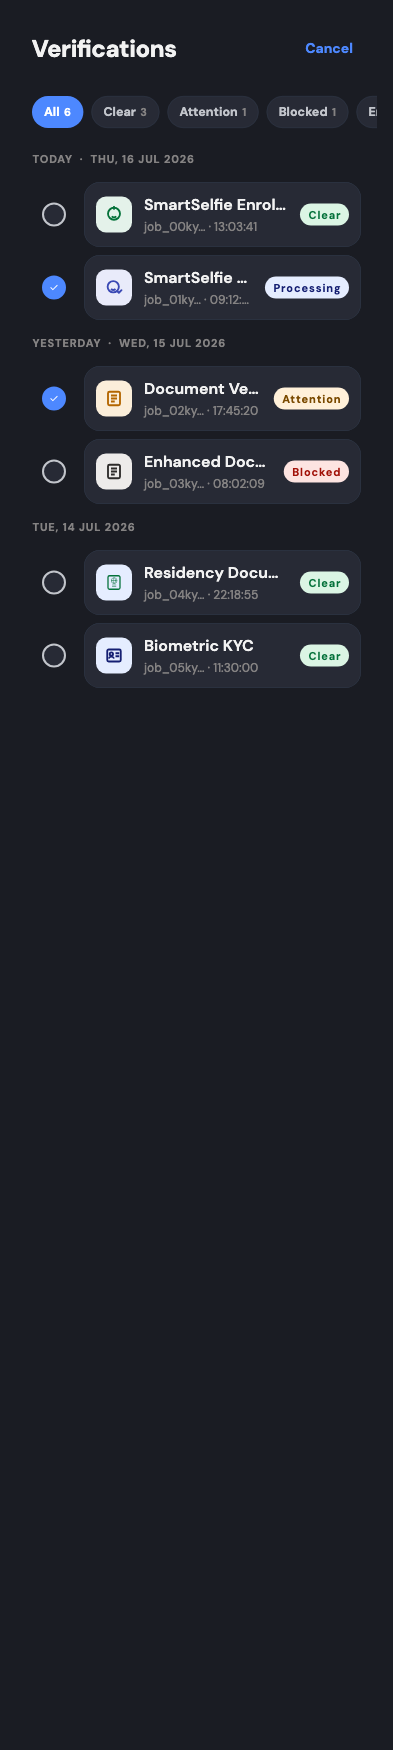 Verifications
Cancel
All 6
Clear 3
Attention 1
Blocked 1
TODAY · THU, 16 JUL 2026
SmartSelfie Enrol...
Clear
job_00ky... · 13:03:41
SmartSelfie ...
Processing
job_01ky... · 09:12:...
YESTERDAY · WED, 15 JUL 2026
Document Ve...
Attention
job_02ky... · 17:45:20
Enhanced Doc...
Blocked
job_03ky... · 08:02:09
TUE, 14 JUL 2026
Residency Docu...
Clear
job_04ky... · 22:18:55
Biometric KYC
Clear
job_05ky... · 11:30:00